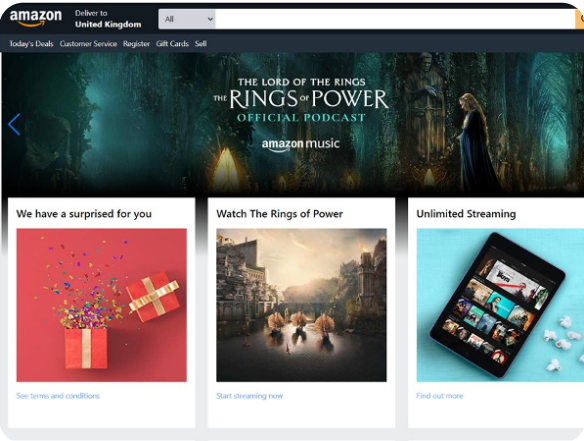 amazon
Deliver to
United Kingdom
All
Today's Deals Customer Service Register Gift Cards Sell
THE LORD OF THE RINGS
THE RINGS OF POWER
OFFICIAL PODCAST
amazon music
We have a surprised for you
Watch The Rings of Power
Unlimited Streaming
See terms and conditions
Start streaming now
Find out more